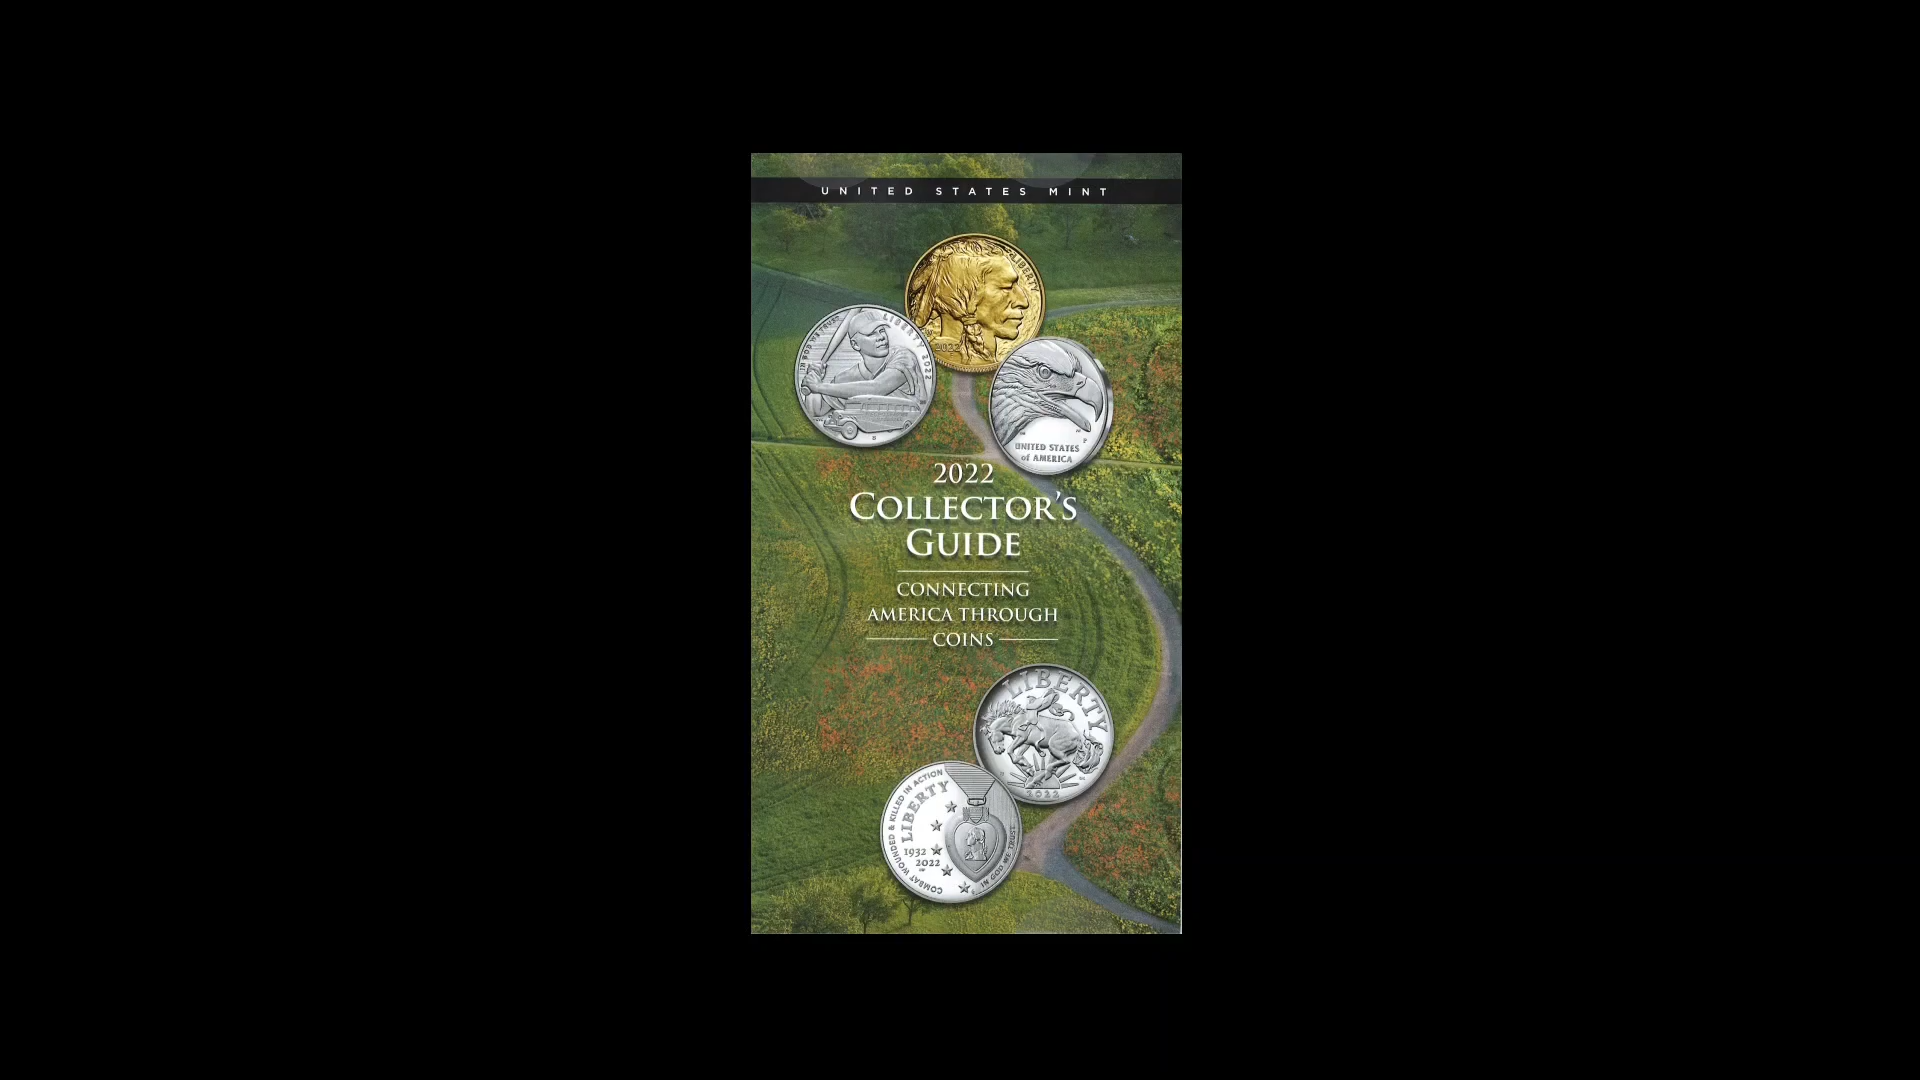 UNITED STATES MINT
LIBERTY
2022
IN GOD WE TRUST
LIBERTY 2022
S
UNITED STATES
of AMERICA
P
2022
COLLECTOR'S
GUIDE
CONNECTING
AMERICA THROUGH
COINS
LIBERTY
2022
COMBAT WOUNDED & KILLED IN ACTION
LIBERTY
1932
2022
IN GOD WE TRUST